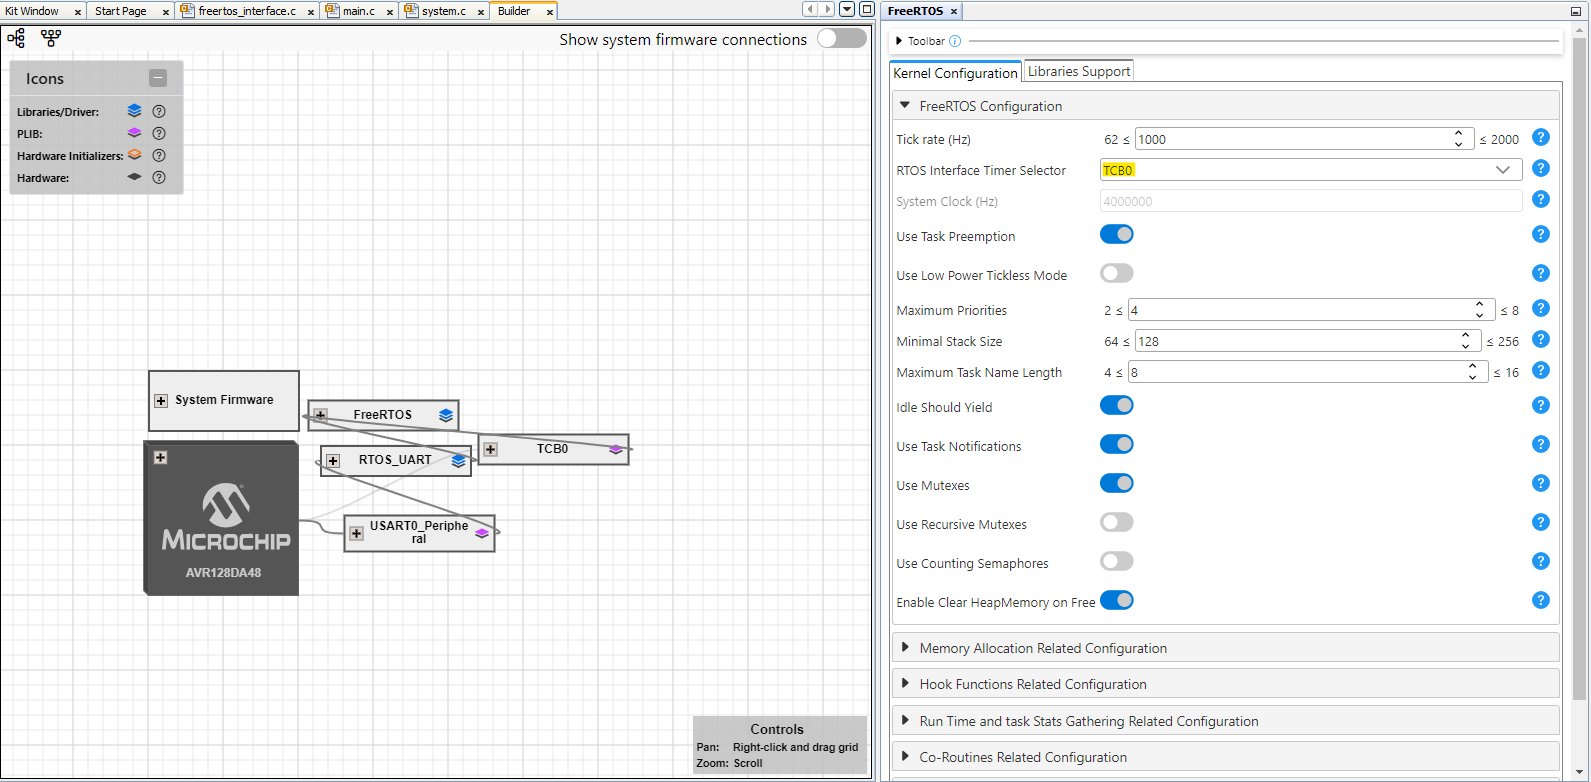 Kit Window × Start Page × freertos_interface.c × main.c × system.c × Builder ×
Show system firmware connections
Icons
Libraries/Driver: ?
PLIB: ?
Hardware Initializers: ?
Hardware: ?
System Firmware
FreeRTOS
TCB0
RTOS_UART
USART0_Periphe
ral
MICROCHIP
AVR128DA48
Controls
Pan: Right-click and drag grid
Zoom: Scroll
FreeRTOS ×
Toolbar i
Kernel Configuration Libraries Support
FreeRTOS Configuration
Tick rate (Hz) 62 ≤ 1000 ≤ 2000 ?
RTOS Interface Timer Selector TCB0 ?
System Clock (Hz) 4000000 ?
Use Task Preemption ?
Use Low Power Tickless Mode ?
Maximum Priorities 2 ≤ 4 ≤ 8 ?
Minimal Stack Size 64 ≤ 128 ≤ 256 ?
Maximum Task Name Length 4 ≤ 8 ≤ 16 ?
Idle Should Yield ?
Use Task Notifications ?
Use Mutexes ?
Use Recursive Mutexes ?
Use Counting Semaphores ?
Enable Clear HeapMemory on Free ?
Memory Allocation Related Configuration
Hook Functions Related Configuration
Run Time and task Stats Gathering Related Configuration
Co-Routines Related Configuration